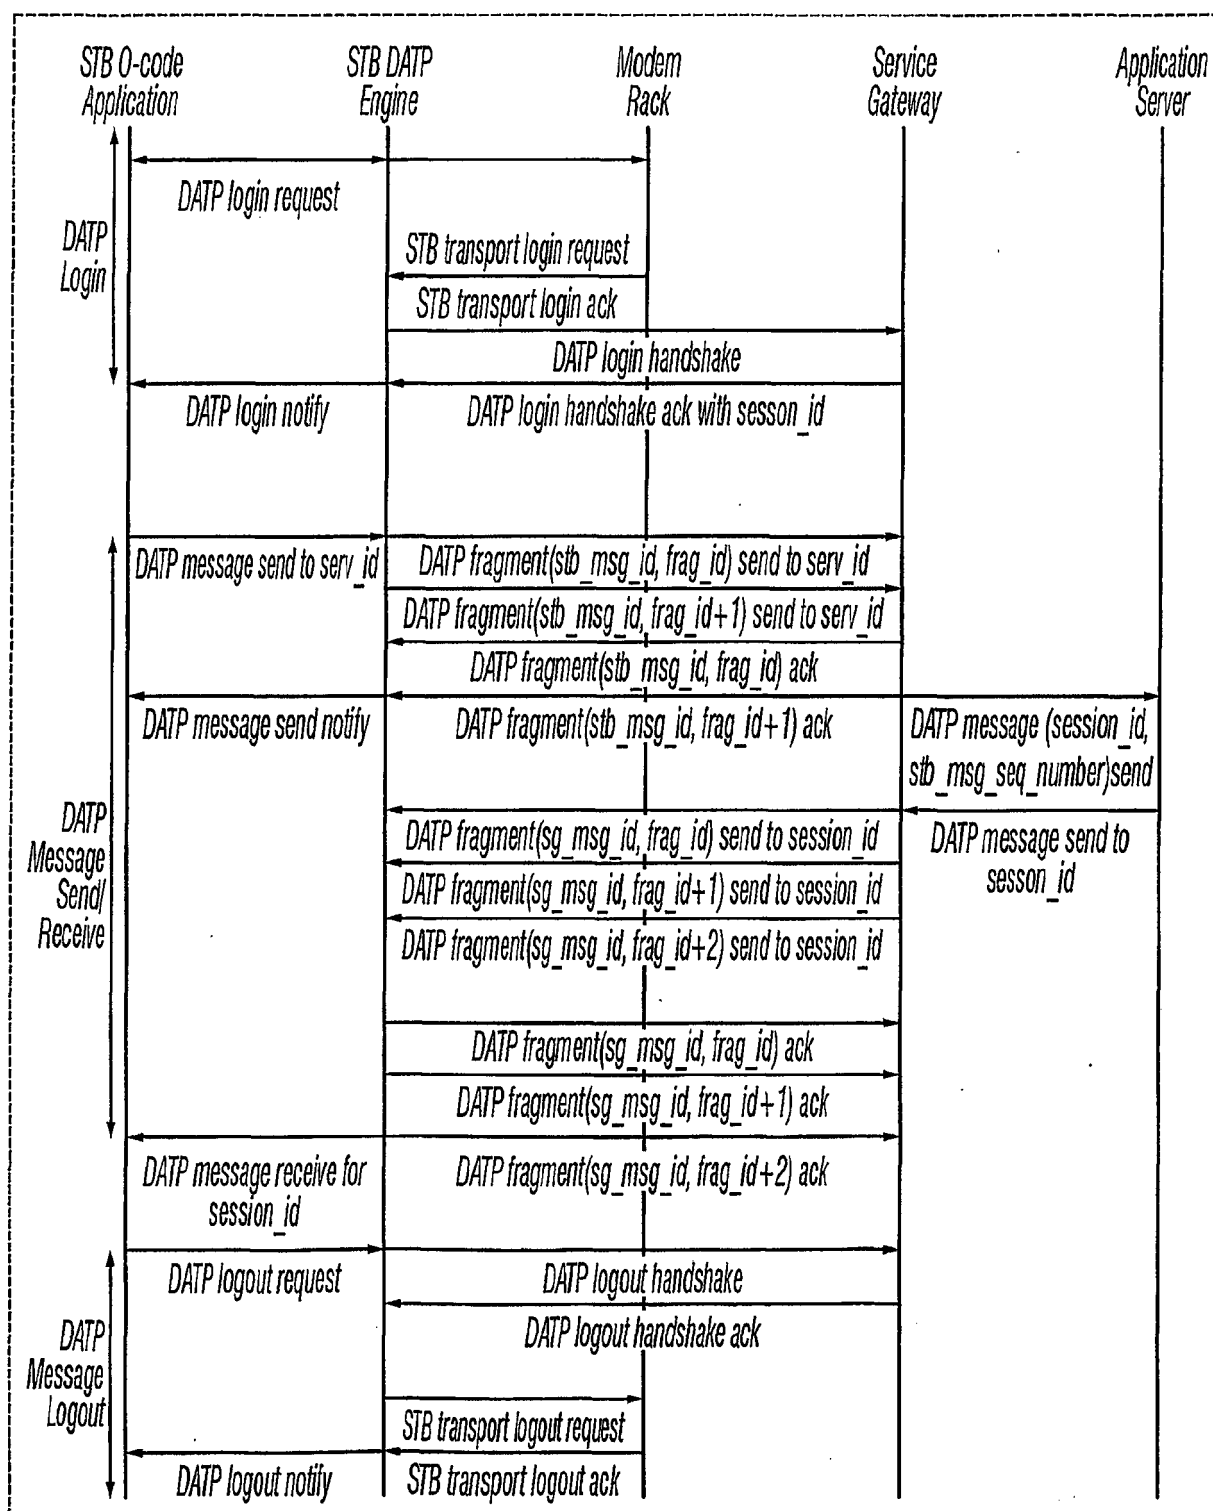 STB O-code
Application
STB DATP
Engine
Modem
Rack
Service
Gateway
Application
Server
DATP login request
DATP
Login
STB transport login request
STB transport login ack
DATP login handshake
DATP login notify
DATP login handshake ack with sesson_id
DATP message send to serv_id
DATP fragment(stb_msg_id, frag_id) send to serv_id
DATP fragment(stb_msg_id, frag_id+1) send to serv_id
DATP fragment(stb_msg_id, frag_id) ack
DATP message send notify
DATP fragment(stb_msg_id, frag_id+1) ack
DATP message (session_id,
stb_msg_seq_number)send
DATP
Message
Send/
Receive
DATP fragment(sg_msg_id, frag_id) send to session_id
DATP message send to
sesson_id
DATP fragment(sg_msg_id, frag_id+1) send to session_id
DATP fragment(sg_msg_id, frag_id+2) send to session_id
DATP fragment(sg_msg_id, frag_id) ack
DATP fragment(sg_msg_id, frag_id+1) ack
DATP message receive for
session_id
DATP fragment(sg_msg_id, frag_id+2) ack
DATP logout request
DATP logout handshake
DATP logout handshake ack
DATP
Message
Logout
STB transport logout request
DATP logout notify
STB transport logout ack